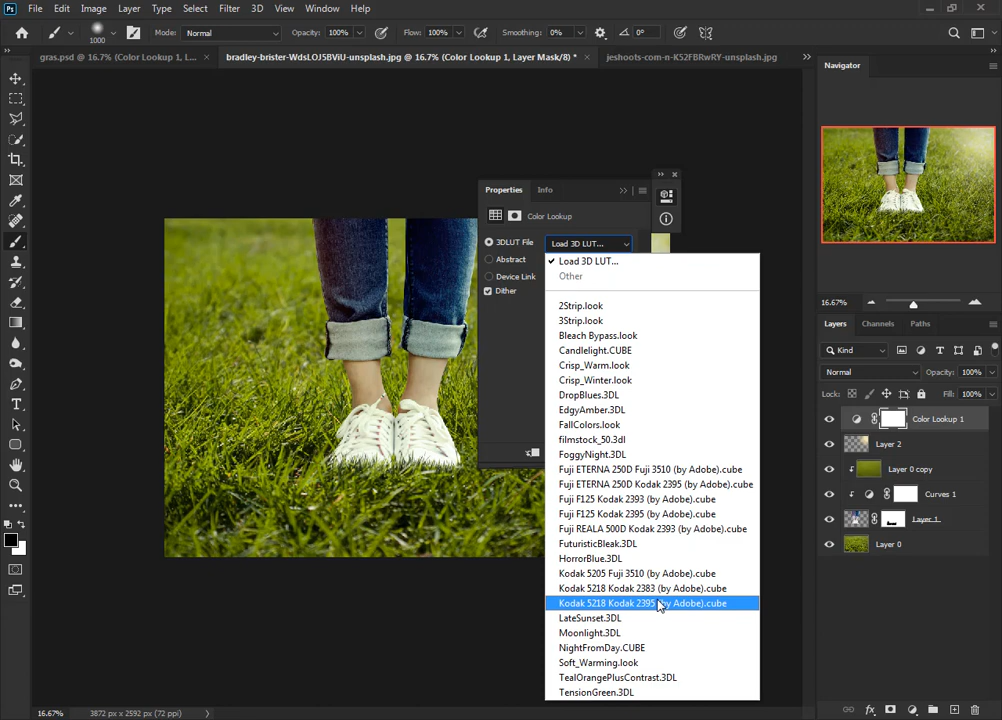 Ps File Edit Image Layer Type Select Filter 3D View Window Help
1000 Mode: Normal Opacity: 100% Flow: 100% Smoothing: 0% 0°
gras.psd @ 16.7% (Color Lookup 1, L... × bradley-brister-WdsLOJ5BViU-unsplash.jpg @ 16.7% (Color Lookup 1, Layer Mask/8) * × jeshoots-com-n-K52FBRwRY-unsplash.jpg
Navigator
Properties Info
Color Lookup
3DLUT File Load 3D LUT...
Abstract
Device Link
Dither
Load 3D LUT...
Other
2Strip.look
3Strip.look
Bleach Bypass.look
Candlelight.CUBE
Crisp_Warm.look
Crisp_Winter.look
DropBlues.3DL
EdgyAmber.3DL
FallColors.look
filmstock_50.3dl
FoggyNight.3DL
Fuji ETERNA 250D Fuji 3510 (by Adobe).cube
Fuji ETERNA 250D Kodak 2395 (by Adobe).cube
Fuji F125 Kodak 2393 (by Adobe).cube
Fuji F125 Kodak 2395 (by Adobe).cube
Fuji REALA 500D Kodak 2393 (by Adobe).cube
FuturisticBleak.3DL
HorrorBlue.3DL
Kodak 5205 Fuji 3510 (by Adobe).cube
Kodak 5218 Kodak 2383 (by Adobe).cube
Kodak 5218 Kodak 2395 (by Adobe).cube
LateSunset.3DL
Moonlight.3DL
NightFromDay.CUBE
Soft_Warming.look
TealOrangePlusContrast.3DL
TensionGreen.3DL
16.67%
Layers Channels Paths
Kind
Normal Opacity: 100%
Lock: Fill: 100%
Color Lookup 1
Layer 2
Layer 0 copy
Curves 1
Layer 1
Layer 0
fx
16.67% 3872 px x 2592 px (72 ppi)